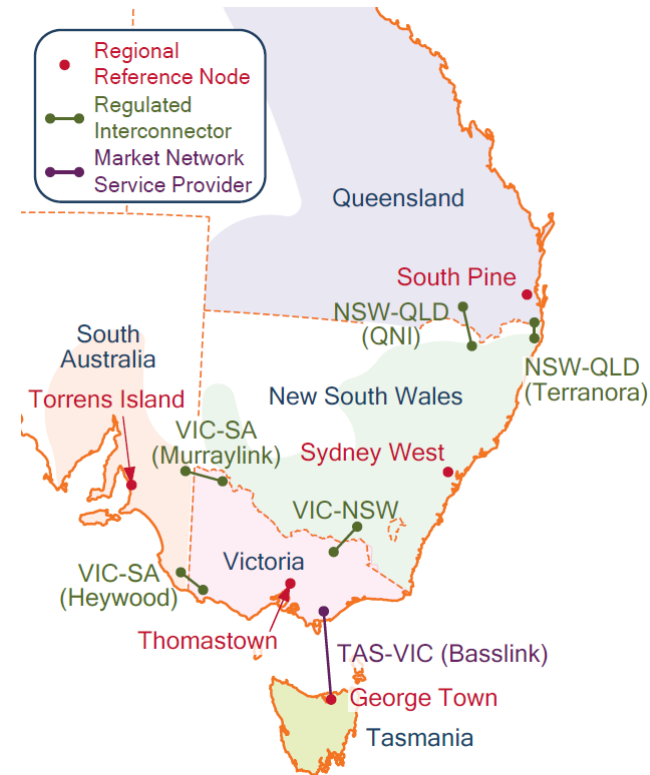 Regional
Reference Node
Regulated
Interconnector
Market Network
Service Provider
Queensland
South Pine
NSW-QLD
(QNI)
South
Australia
NSW-QLD
(Terranora)
Torrens Island
New South Wales
VIC-SA
(Murraylink)
Sydney West
VIC-NSW
Victoria
VIC-SA
(Heywood)
Thomastown
TAS-VIC (Basslink)
George Town
Tasmania